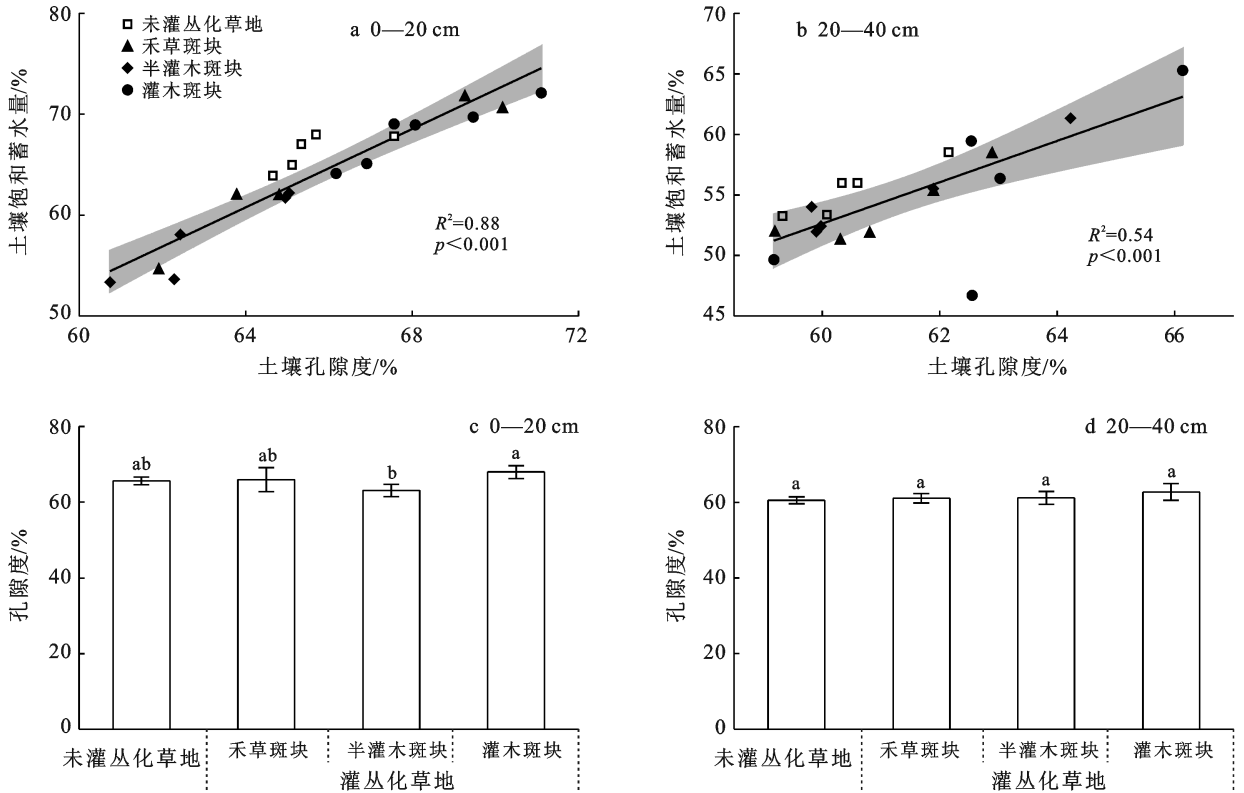 80
70
60
50
土壤饱和蓄水量/%
□ 未灌丛化草地
▲ 禾草斑块
◆ 半灌木斑块
● 灌木斑块
a 0—20 cm
R²=0.88
p<0.001
60
64
68
72
土壤孔隙度/%
70
65
60
55
50
45
土壤饱和蓄水量/%
b 20—40 cm
R²=0.54
p<0.001
60
62
64
66
土壤孔隙度/%
80
60
40
20
0
孔隙度/%
c 0—20 cm
ab
ab
b
a
未灌丛化草地
禾草斑块
半灌木斑块
灌木斑块
灌丛化草地
80
60
40
20
0
孔隙度/%
d 20—40 cm
a
a
a
a
未灌丛化草地
禾草斑块
半灌木斑块
灌木斑块
灌丛化草地